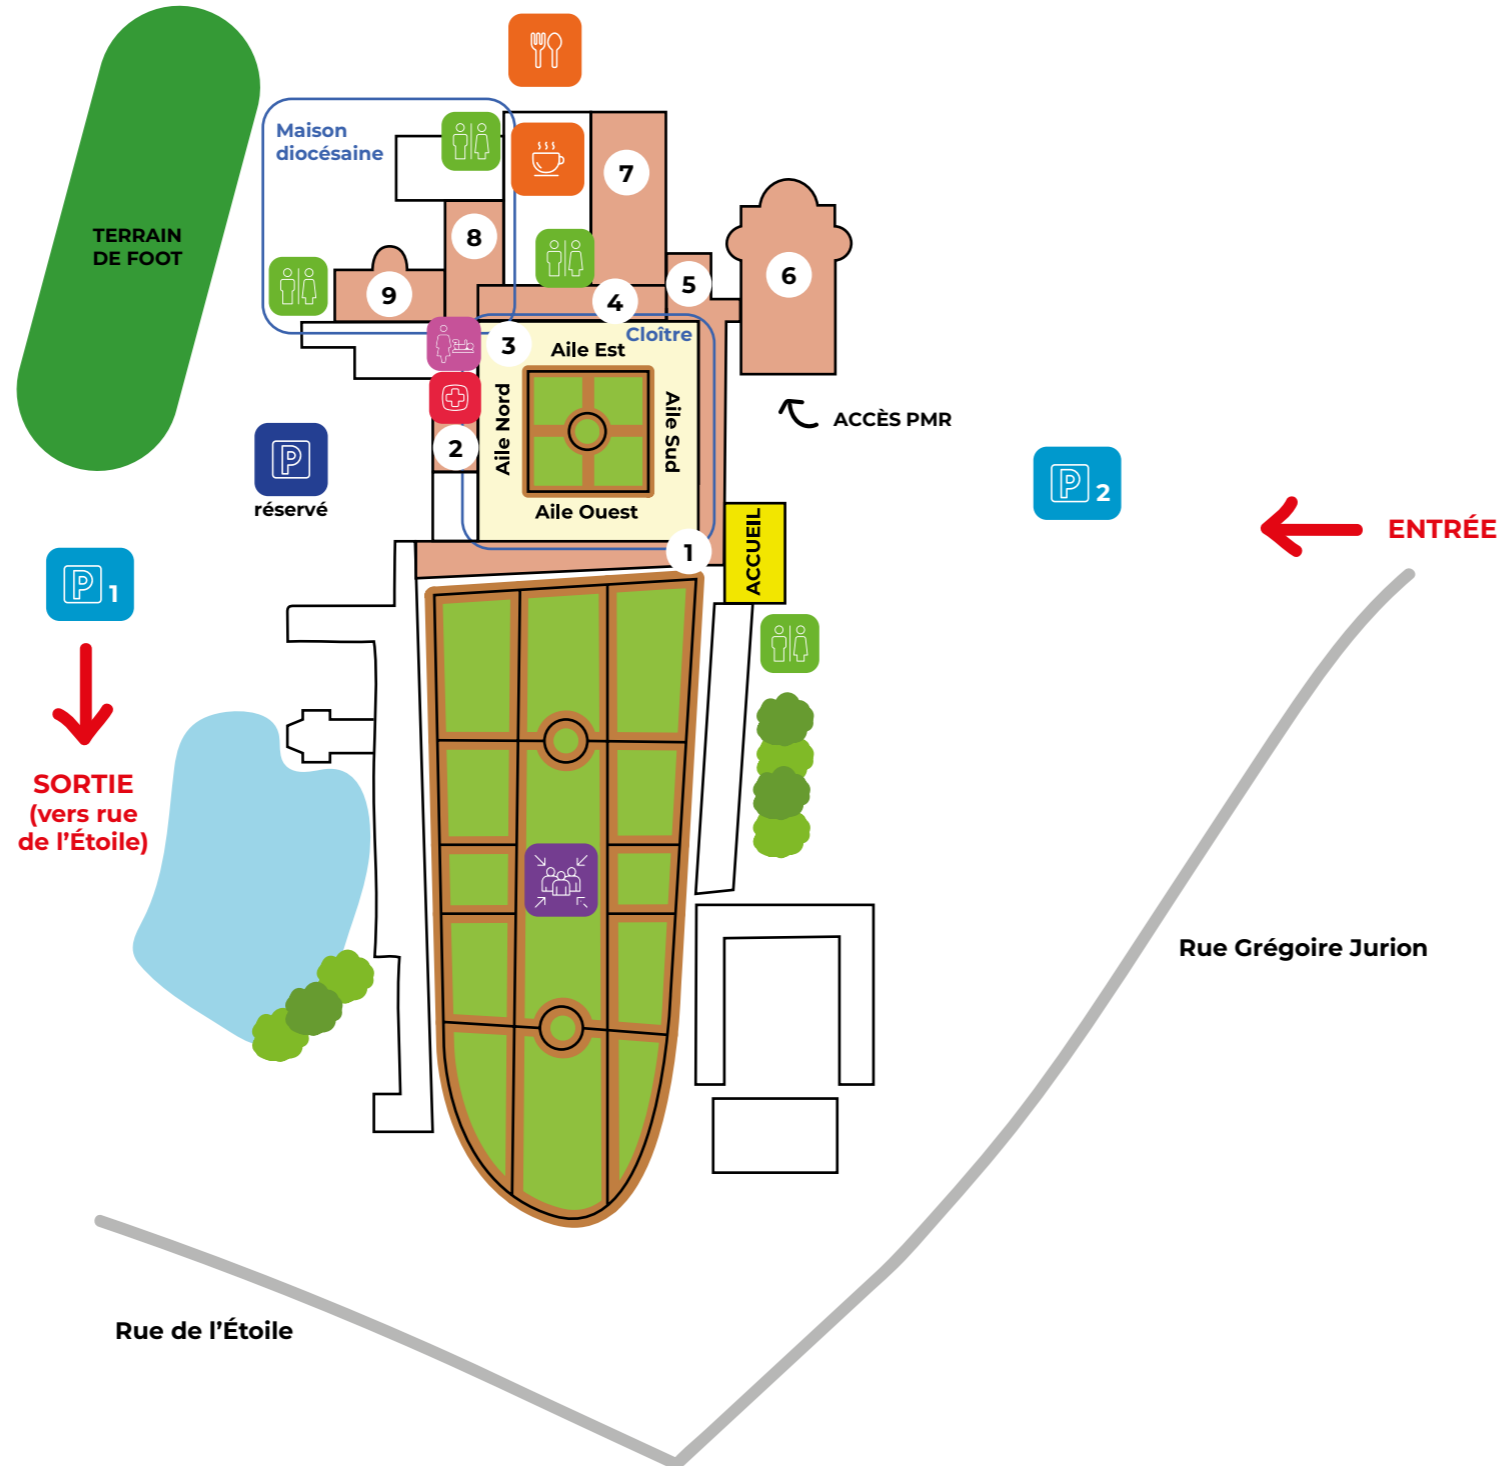 Maison
diocésaine
7
TERRAIN
DE FOOT
8
6
5
9
4
Cloître
3
Aile Est
Aile Nord
Aile Sud
ACCÈS PMR
2
P
réservé
P 2
Aile Ouest
ACCUEIL
ENTRÉE
1
P 1
SORTIE
(vers rue
de l’Étoile)
Rue Grégoire Jurion
Rue de l’Étoile